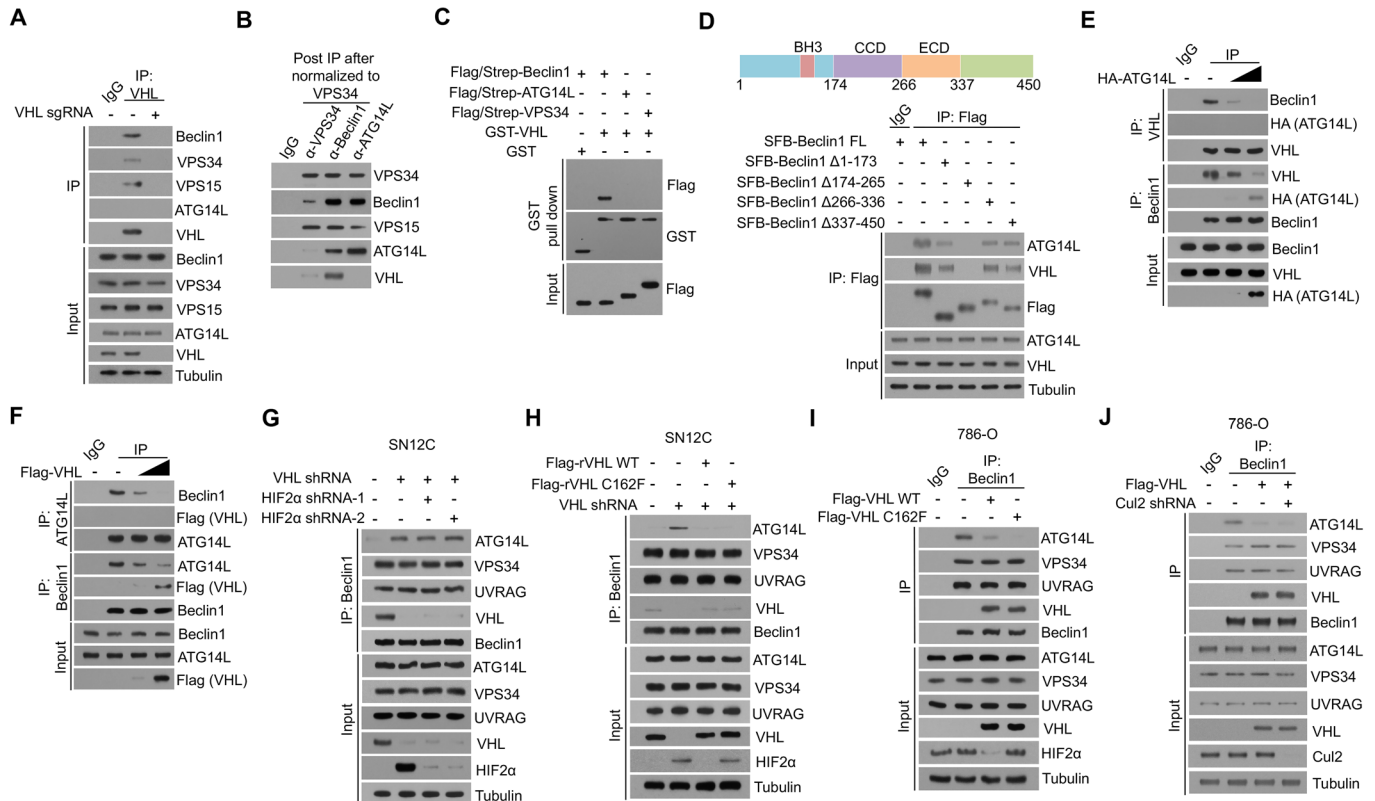 A
IP:
IgG VHL
VHL sgRNA - - +
IP
Beclin1
VPS34
VPS15
ATG14L
VHL
Input
Beclin1
VPS34
VPS15
ATG14L
VHL
Tubulin
B
Post IP after
normalized to
VPS34
IgG α-VPS34 α-Beclin1 α-ATG14L
VPS34
Beclin1
VPS15
ATG14L
VHL
C
Flag/Strep-Beclin1 + + - -
Flag/Strep-ATG14L - - + -
Flag/Strep-VPS34 - - - +
GST-VHL - + + +
GST + - - -
GST
pull down
Flag
GST
Input
Flag
D
BH3 CCD ECD
1 174 266 337 450
IgG IP: Flag
SFB-Beclin1 FL + + - - - -
SFB-Beclin1 Δ1-173 - - + - - -
SFB-Beclin1 Δ174-265 - - - + - -
SFB-Beclin1 Δ266-336 - - - - + -
SFB-Beclin1 Δ337-450 - - - - - +
IP: Flag
ATG14L
VHL
Flag
Input
ATG14L
VHL
Tubulin
E
IgG IP
HA-ATG14L - -
IP:
VHL
Beclin1
HA (ATG14L)
VHL
IP:
Beclin1
VHL
HA (ATG14L)
Beclin1
Input
Beclin1
VHL
HA (ATG14L)
F
IgG IP
Flag-VHL - -
IP:
ATG14L
Beclin1
Flag (VHL)
ATG14L
IP:
Beclin1
ATG14L
Flag (VHL)
Beclin1
Input
Beclin1
ATG14L
Flag (VHL)
G
SN12C
VHL shRNA - + + +
HIF2α shRNA-1 - - + -
HIF2α shRNA-2 - - - +
IP: Beclin1
ATG14L
VPS34
UVRAG
VHL
Beclin1
Input
ATG14L
VPS34
UVRAG
VHL
HIF2α
Tubulin
H
SN12C
Flag-rVHL WT - - + -
Flag-rVHL C162F - - - +
VHL shRNA - + + +
IP: Beclin1
ATG14L
VPS34
UVRAG
VHL
Beclin1
Input
ATG14L
VPS34
UVRAG
VHL
HIF2α
Tubulin
I
786-O
IP:
IgG Beclin1
Flag-VHL WT - - + -
Flag-VHL C162F - - - +
IP
ATG14L
VPS34
UVRAG
VHL
Beclin1
Input
ATG14L
VPS34
UVRAG
VHL
HIF2α
Tubulin
J
786-O
IP:
IgG Beclin1
Flag-VHL - - + +
Cul2 shRNA - - - +
IP
ATG14L
VPS34
UVRAG
VHL
Beclin1
Input
ATG14L
VPS34
UVRAG
VHL
Cul2
Tubulin